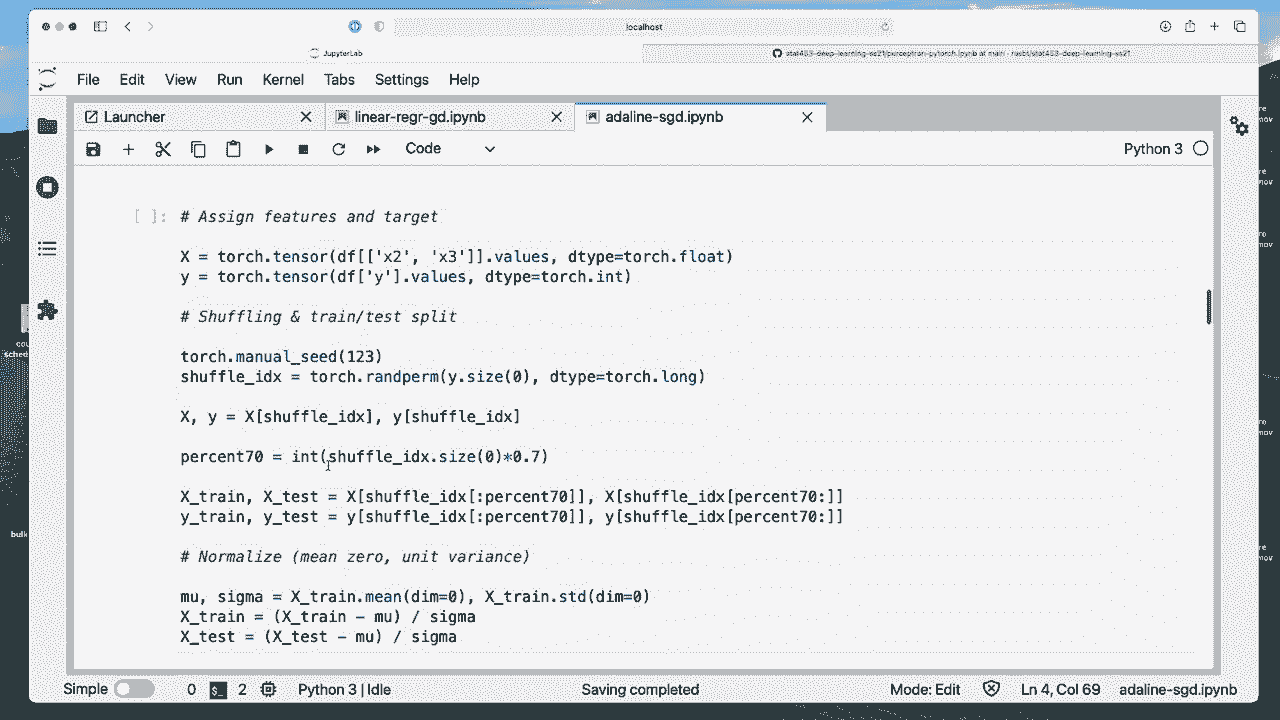 localhost
JupyterLab
stat453-deep-learning-ss21/perceptron-pytorch.ipynb at main · rasbt/stat453-deep-learning-ss21
File Edit View Run Kernel Tabs Settings Help
Launcher
linear-regr-gd.ipynb
adaline-sgd.ipynb
Code
Python 3
[ ]: # Assign features and target
X = torch.tensor(df[['x2', 'x3']].values, dtype=torch.float)
y = torch.tensor(df['y'].values, dtype=torch.int)
# Shuffling & train/test split
torch.manual_seed(123)
shuffle_idx = torch.randperm(y.size(0), dtype=torch.long)
X, y = X[shuffle_idx], y[shuffle_idx]
percent70 = int(shuffle_idx.size(0)*0.7)
X_train, X_test = X[shuffle_idx[:percent70]], X[shuffle_idx[percent70:]]
y_train, y_test = y[shuffle_idx[:percent70]], y[shuffle_idx[percent70:]]
# Normalize (mean zero, unit variance)
mu, sigma = X_train.mean(dim=0), X_train.std(dim=0)
X_train = (X_train - mu) / sigma
X_test = (X_test - mu) / sigma
Simple 0 2 Python 3 | Idle Saving completed Mode: Edit Ln 4, Col 69 adaline-sgd.ipynb